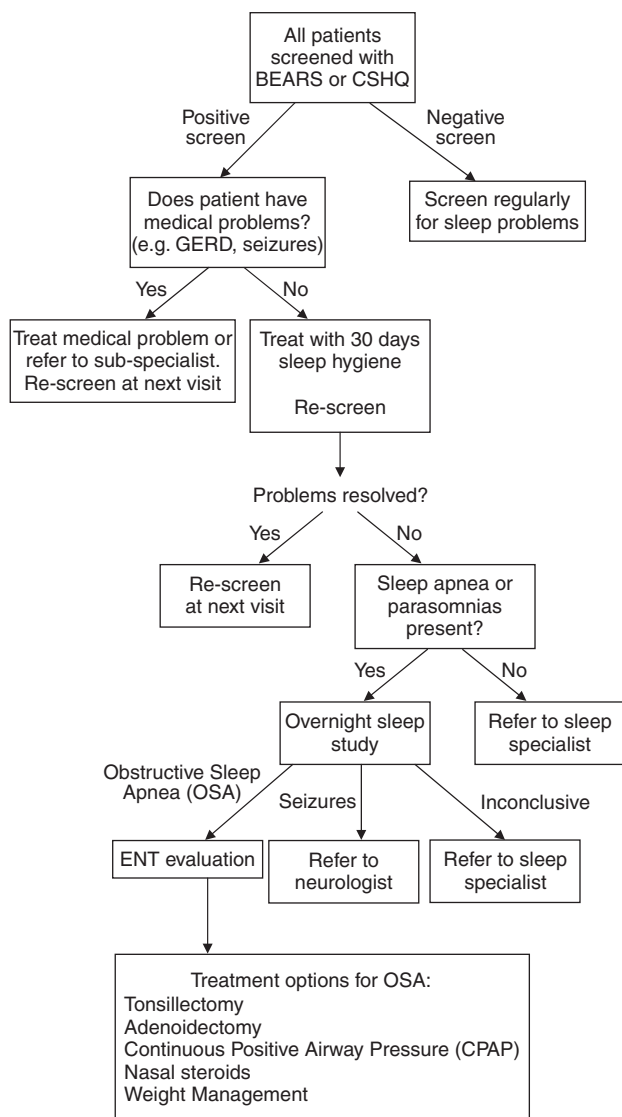 All patients
screened with
BEARS or CSHQ
Positive
screen
Negative
screen
Does patient have
medical problems?
(e.g. GERD, seizures)
Screen regularly
for sleep problems
Yes
No
Treat medical problem or
refer to sub-specialist.
Re-screen at next visit
Treat with 30 days
sleep hygiene
Re-screen
Problems resolved?
Yes
No
Re-screen
at next visit
Sleep apnea or
parasomnias
present?
Yes
No
Overnight sleep
study
Refer to sleep
specialist
Obstructive Sleep
Apnea (OSA)
Seizures
Inconclusive
ENT evaluation
Refer to
neurologist
Refer to sleep
specialist
Treatment options for OSA:
Tonsillectomy
Adenoidectomy
Continuous Positive Airway Pressure (CPAP)
Nasal steroids
Weight Management